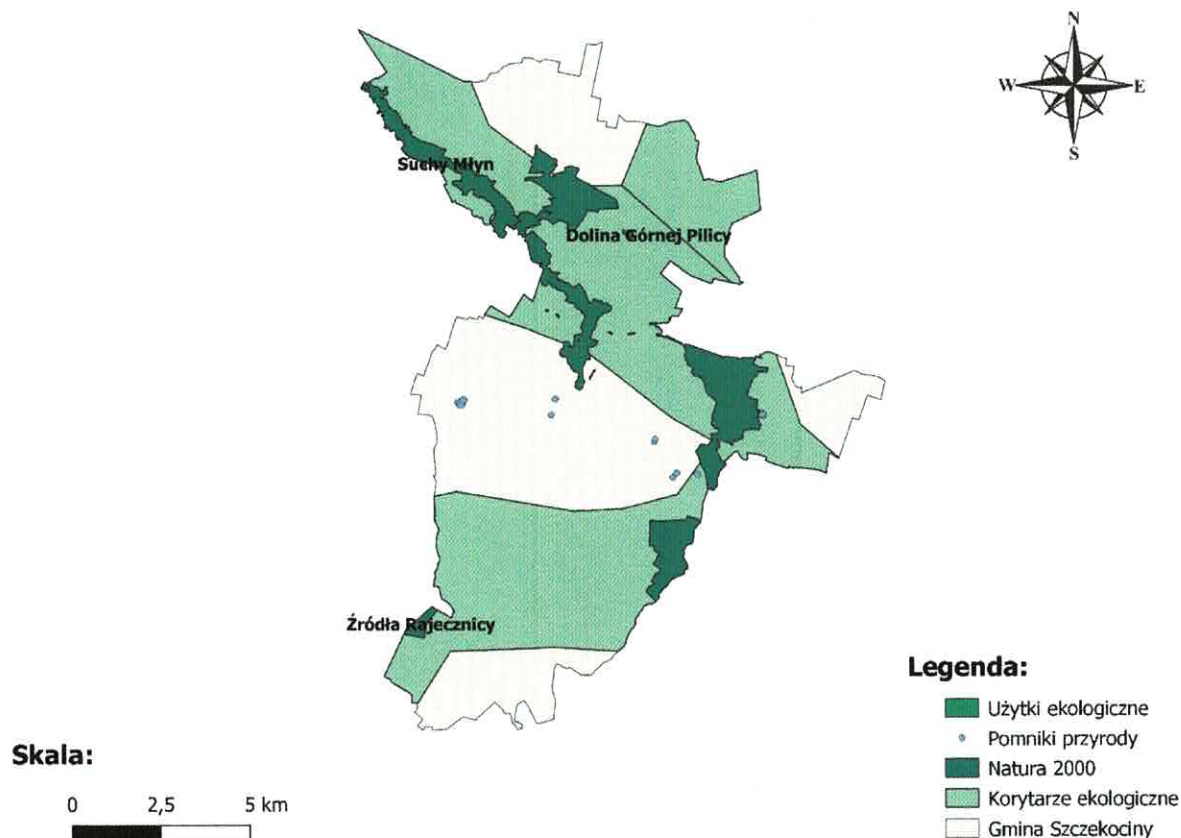 N
W E
S
Suchy Młyn
Dolina Górnej Pilicy
Źródła Rajecznicy
Legenda:
Użytki ekologiczne
Pomniki przyrody
Natura 2000
Korytarze ekologiczne
Gmina Szczekociny
Skala:
0 2,5 5 km